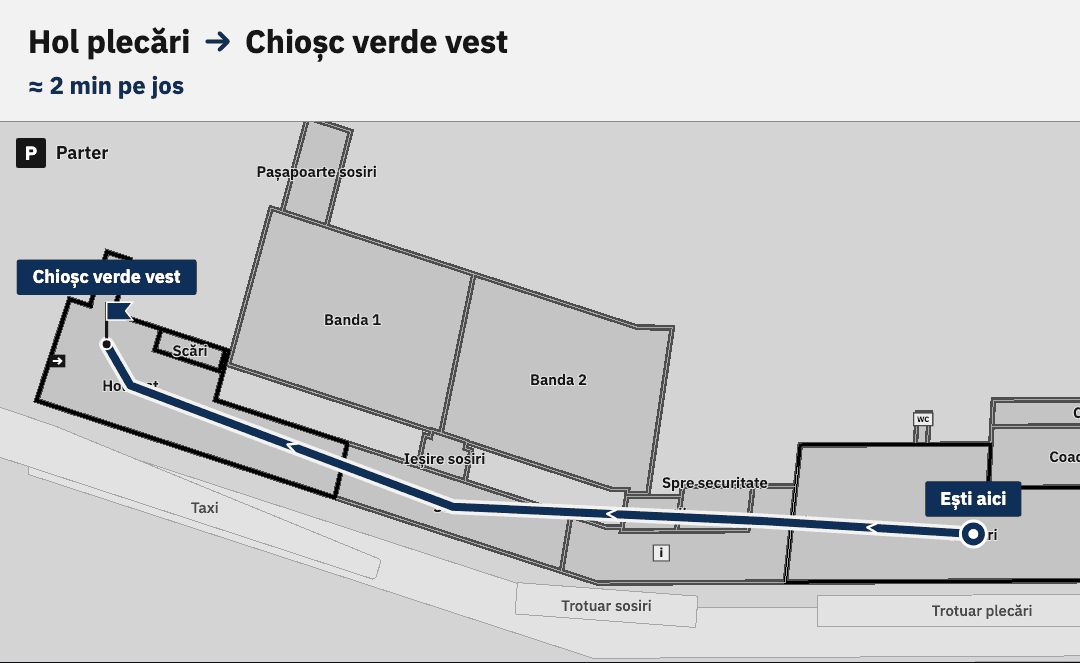 Hol plecări → Chioșc verde vest
≈ 2 min pe jos
P Parter
Pașapoarte sosiri
Chioșc verde vest
Banda 1
Scări
Banda 2
wc
Ieșire sosiri
Coad
Spre securitate
Ești aici
Taxi
i
Trotuar sosiri
Trotuar plecări